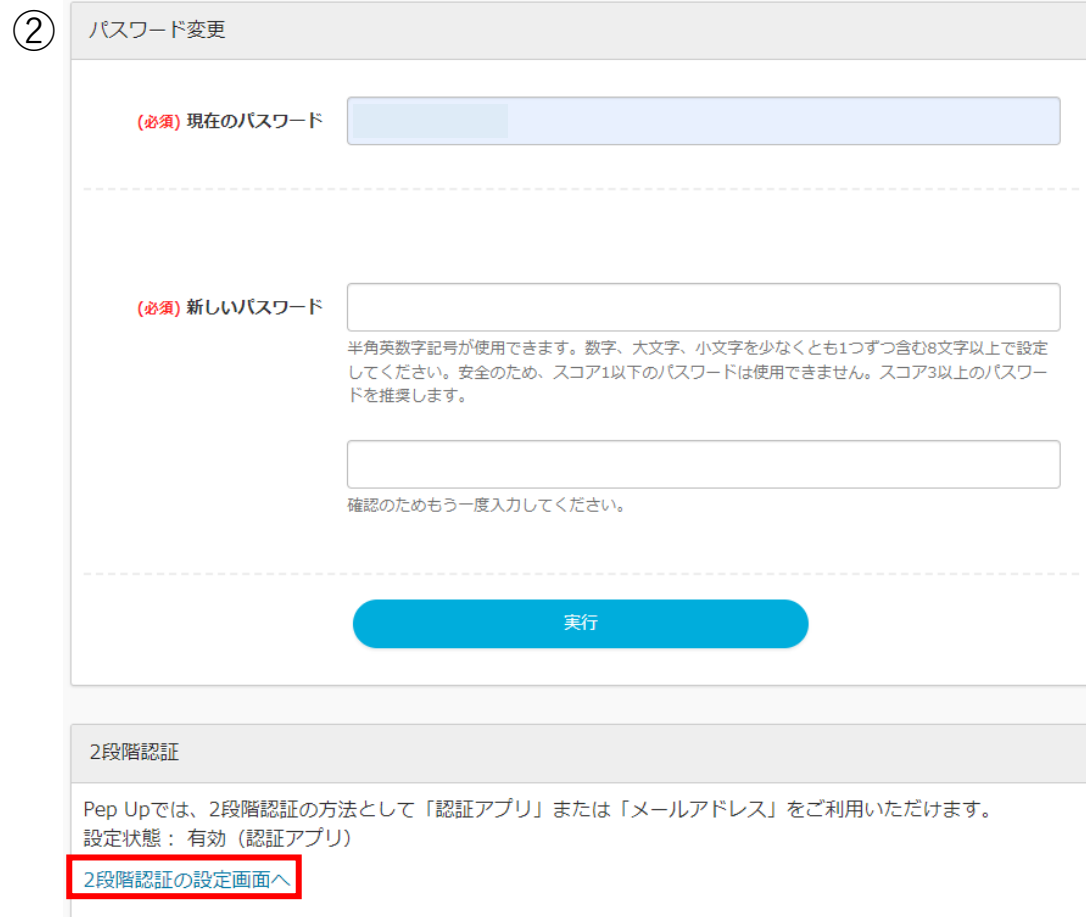 ②
パスワード変更
(必須) 現在のパスワード
(必須) 新しいパスワード
半角英数字記号が使用できます。数字、大文字、小文字を少なくとも1つずつ含む8文字以上で設定
してください。安全のため、スコア1以下のパスワードは使用できません。スコア3以上のパスワー
ドを推奨します。
確認のためもう一度入力してください。
実行
2段階認証
Pep Upでは、2段階認証の方法として「認証アプリ」または「メールアドレス」をご利用いただけます。
設定状態： 有効（認証アプリ）
2段階認証の設定画面へ